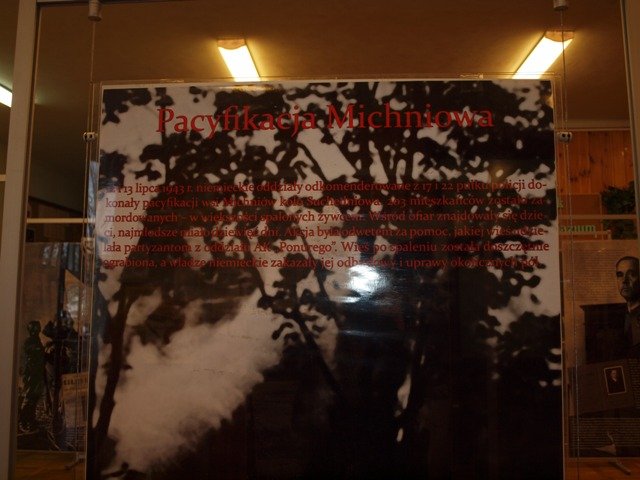 Pacyfikacja Michniowa
i 13 lipca 1943 r. niemieckie oddziały odkomenderowane z 17 i 22 pułku policji do-
konały pacyfikacji wsi Michniów koło Suchedniowa. 203 mieszkańców zostało za-
mordowanych - w większości spalonych żywcem. Wśród ofiar znajdowały się dzie-
ci, najmłodsze miało dziewięć dni. Akcja była odwetem za pomoc, jakiej wieś udzie-
lała partyzantom z oddziału AK „Ponurego". Wieś po spaleniu została doszczętnie
ograbiona, a władze niemieckie zakazały jej odbudowy i uprawy okolicznych pól.